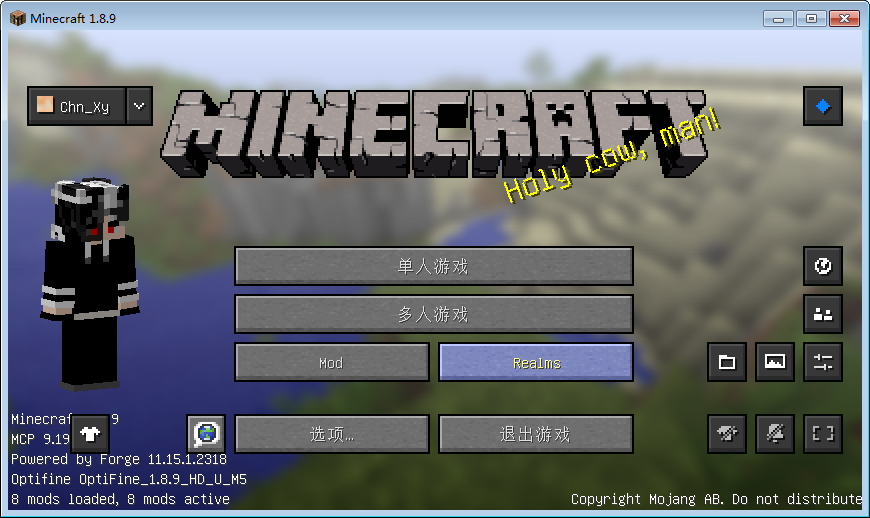 Minecraft 1.8.9
Chn_Xy
MINECRAFT
Holy cow, man!
单人游戏
多人游戏
Mod
Realms
选项...
退出游戏
9
MCP 9.19
Powered by Forge 11.15.1.2318
Optifine OptiFine_1.8.9_HD_U_M5
8 mods loaded, 8 mods active
Copyright Mojang AB. Do not distribute